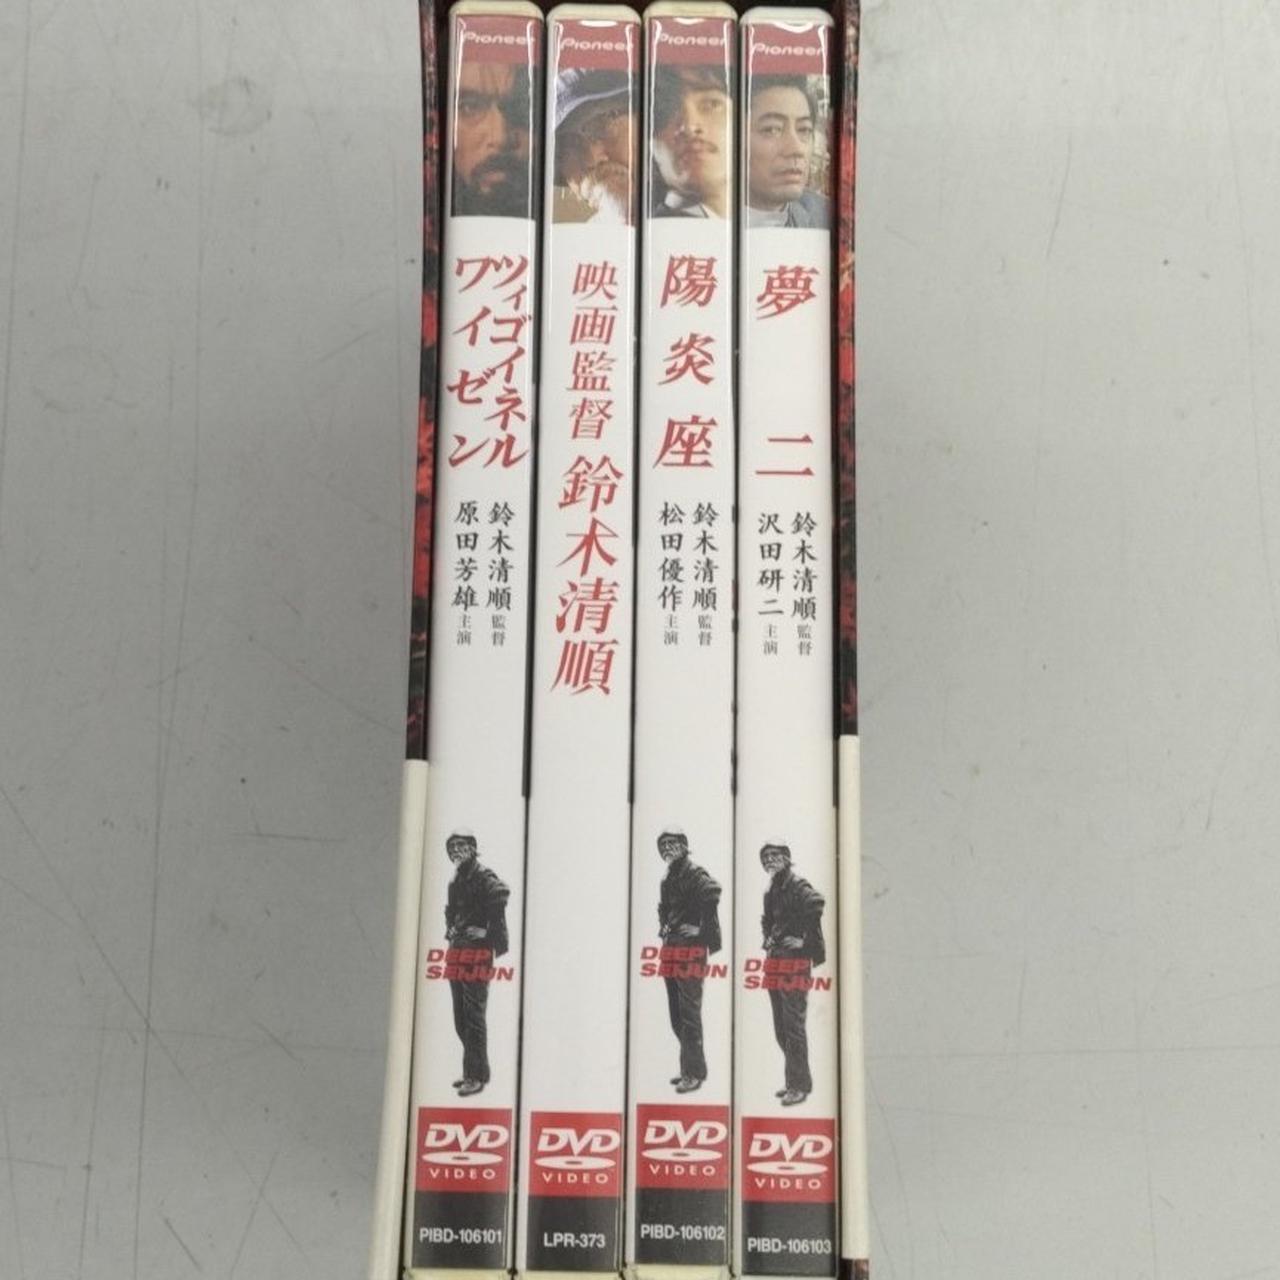 Pioneer
ツィゴイネル
ワイゼン
鈴木清順監督
原田芳雄主演
DEEP
SEIJUN
DVD
VIDEO
PIBD-106101
Pioneer
映画監督 鈴木清順
DVD
VIDEO
LPR-373
Pioneer
陽炎座
鈴木清順監督
松田優作主演
DEEP
SEIJUN
DVD
VIDEO
PIBD-106102
Pioneer
夢二
鈴木清順監督
沢田研二主演
DEEP
SEIJUN
DVD
VIDEO
PIBD-106103